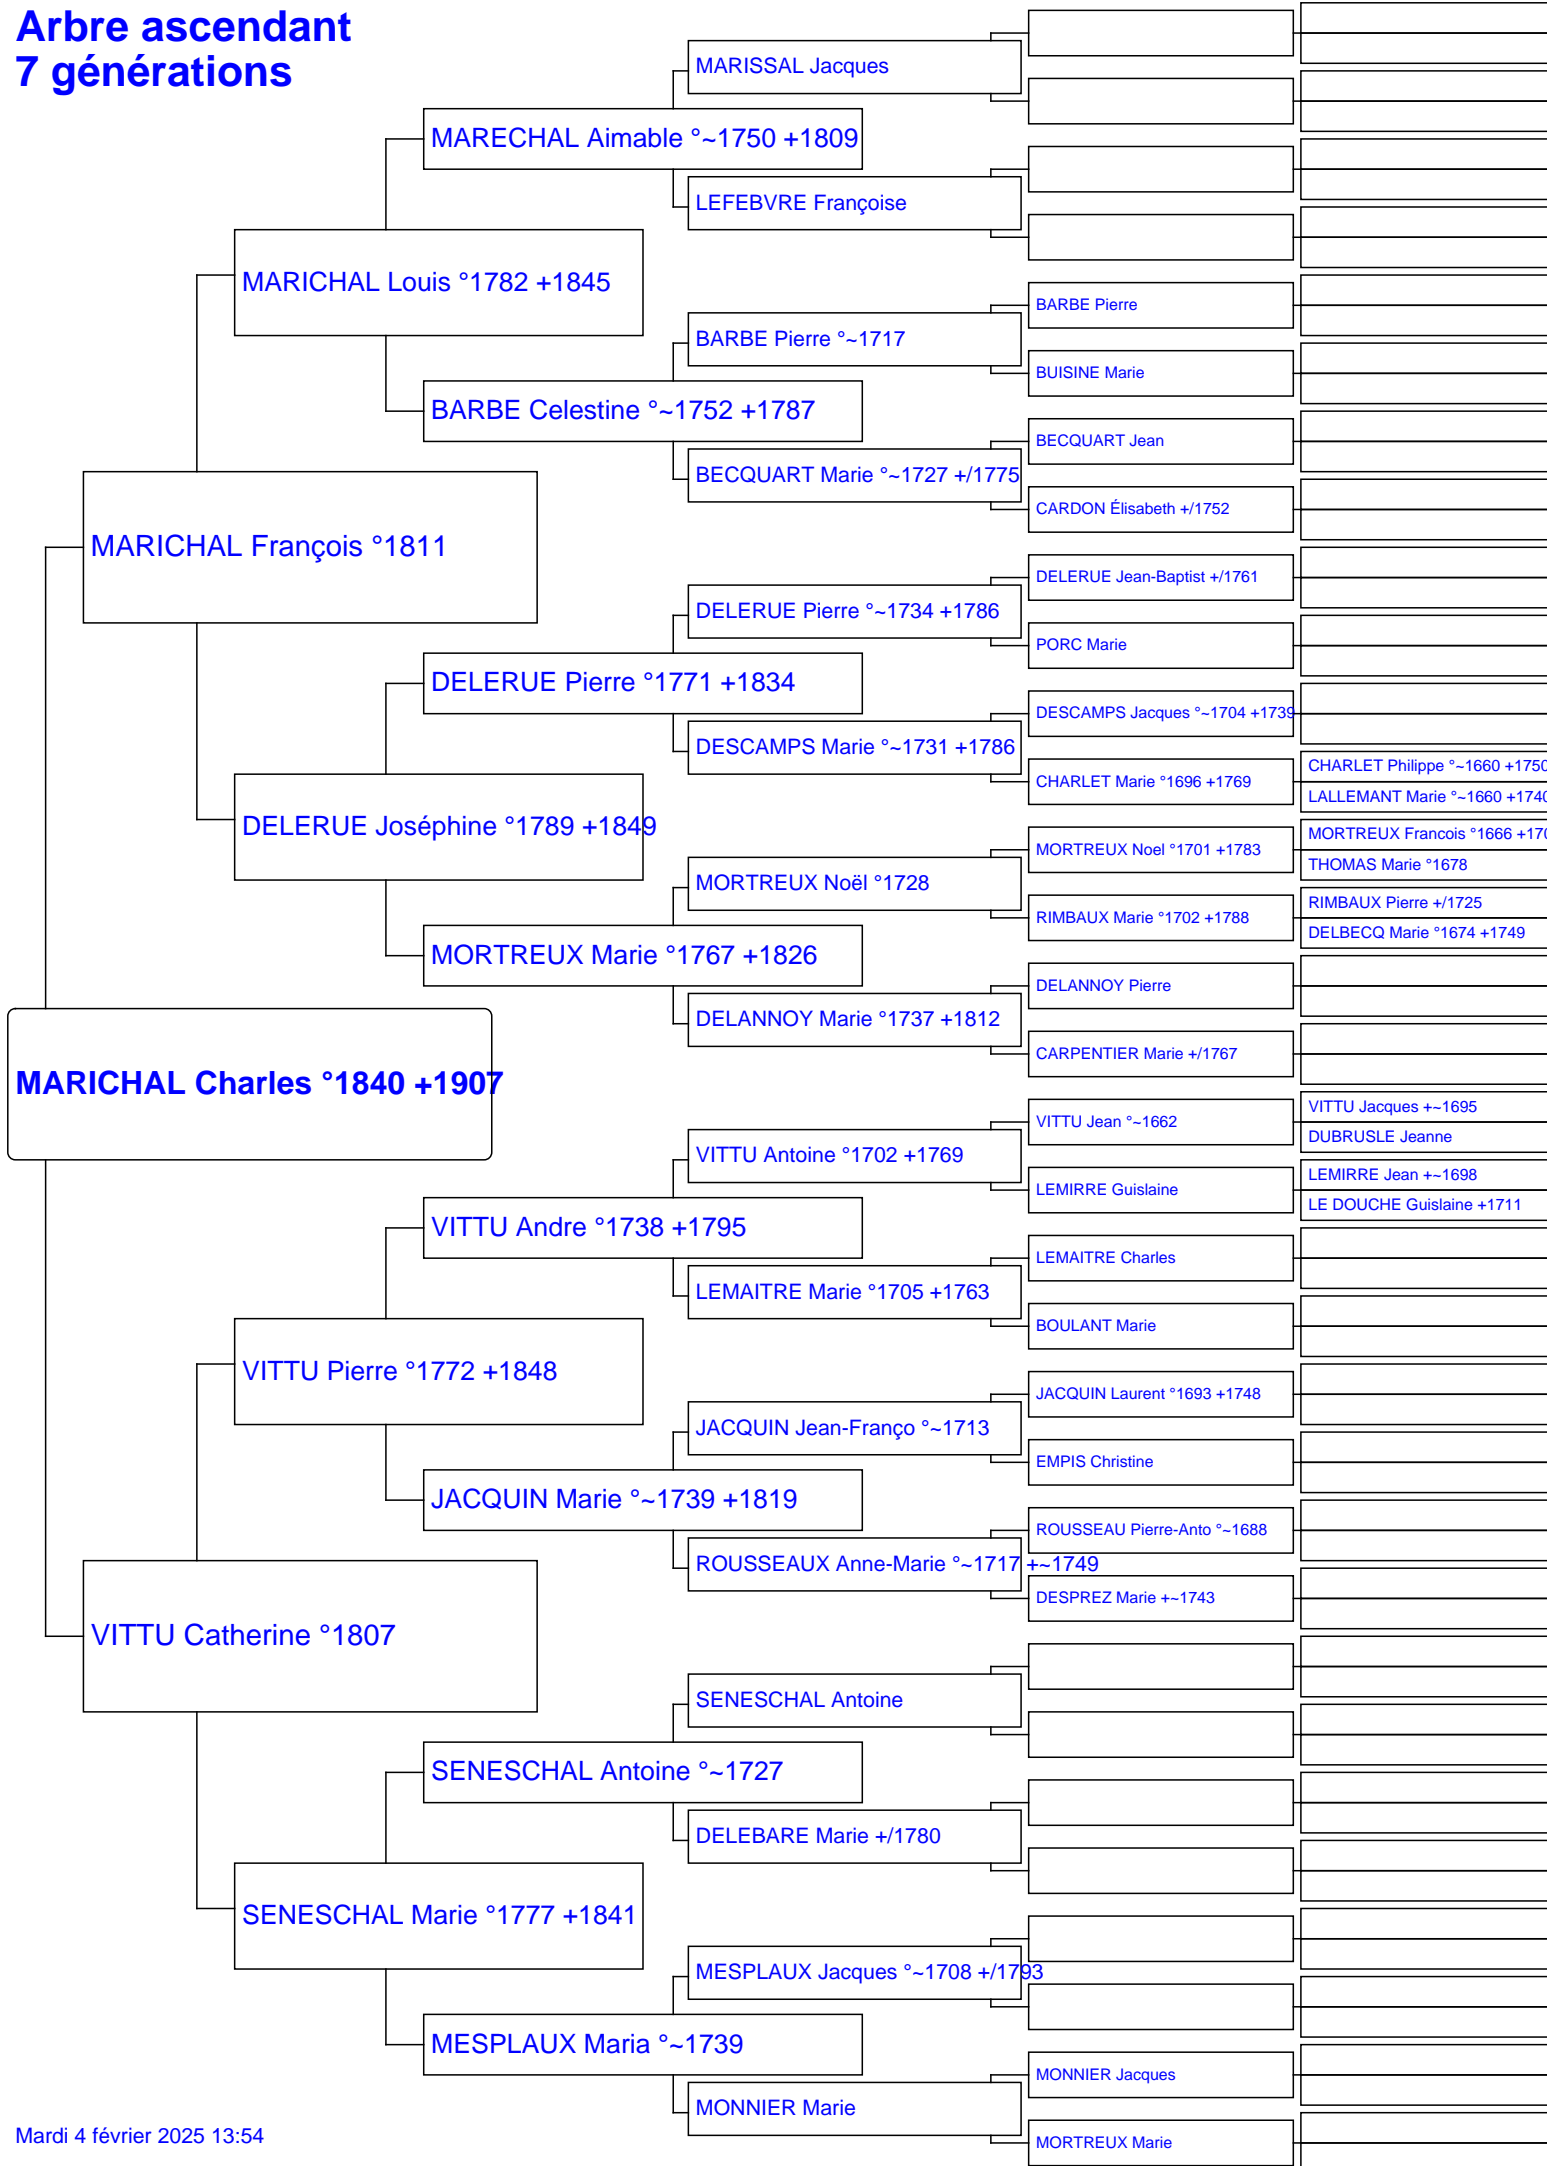 Arbre ascendant
7 générations
MARISSAL Jacques
MARECHAL Aimable °~1750 +1809
LEFEBVRE Françoise
MARICHAL Louis °1782 +1845
BARBE Pierre
BARBE Pierre °~1717
BUISINE Marie
BARBE Celestine °~1752 +1787
BECQUART Jean
BECQUART Marie °~1727 +/1775
CARDON Élisabeth +/1752
MARICHAL François °1811
DELERUE Jean-Baptist +/1761
DELERUE Pierre °~1734 +1786
PORC Marie
DELERUE Pierre °1771 +1834
DESCAMPS Jacques °~1704 +1739
DESCAMPS Marie °~1731 +1786
CHARLET Philippe °~1660 +1750
CHARLET Marie °1696 +1769
LALLEMANT Marie °~1660 +1740
DELERUE Joséphine °1789 +1849
MORTREUX Francois °1666 +170
MORTREUX Noel °1701 +1783
THOMAS Marie °1678
MORTREUX Noël °1728
RIMBAUX Pierre +/1725
RIMBAUX Marie °1702 +1788
DELBECQ Marie °1674 +1749
MORTREUX Marie °1767 +1826
DELANNOY Pierre
DELANNOY Marie °1737 +1812
CARPENTIER Marie +/1767
MARICHAL Charles °1840 +1907
VITTU Jacques +~1695
VITTU Jean °~1662
DUBRUSLE Jeanne
VITTU Antoine °1702 +1769
LEMIRRE Jean +~1698
LEMIRRE Guislaine
LE DOUCHE Guislaine +1711
VITTU Andre °1738 +1795
LEMAITRE Charles
LEMAITRE Marie °1705 +1763
BOULANT Marie
VITTU Pierre °1772 +1848
JACQUIN Laurent °1693 +1748
JACQUIN Jean-Franço °~1713
EMPIS Christine
JACQUIN Marie °~1739 +1819
ROUSSEAU Pierre-Anto °~1688
ROUSSEAUX Anne-Marie °~1717 +~1749
DESPREZ Marie +~1743
VITTU Catherine °1807
SENESCHAL Antoine
SENESCHAL Antoine °~1727
DELEBARE Marie +/1780
SENESCHAL Marie °1777 +1841
MESPLAUX Jacques °~1708 +/1793
MESPLAUX Maria °~1739
MONNIER Jacques
MONNIER Marie
MORTREUX Marie
Mardi 4 février 2025 13:54